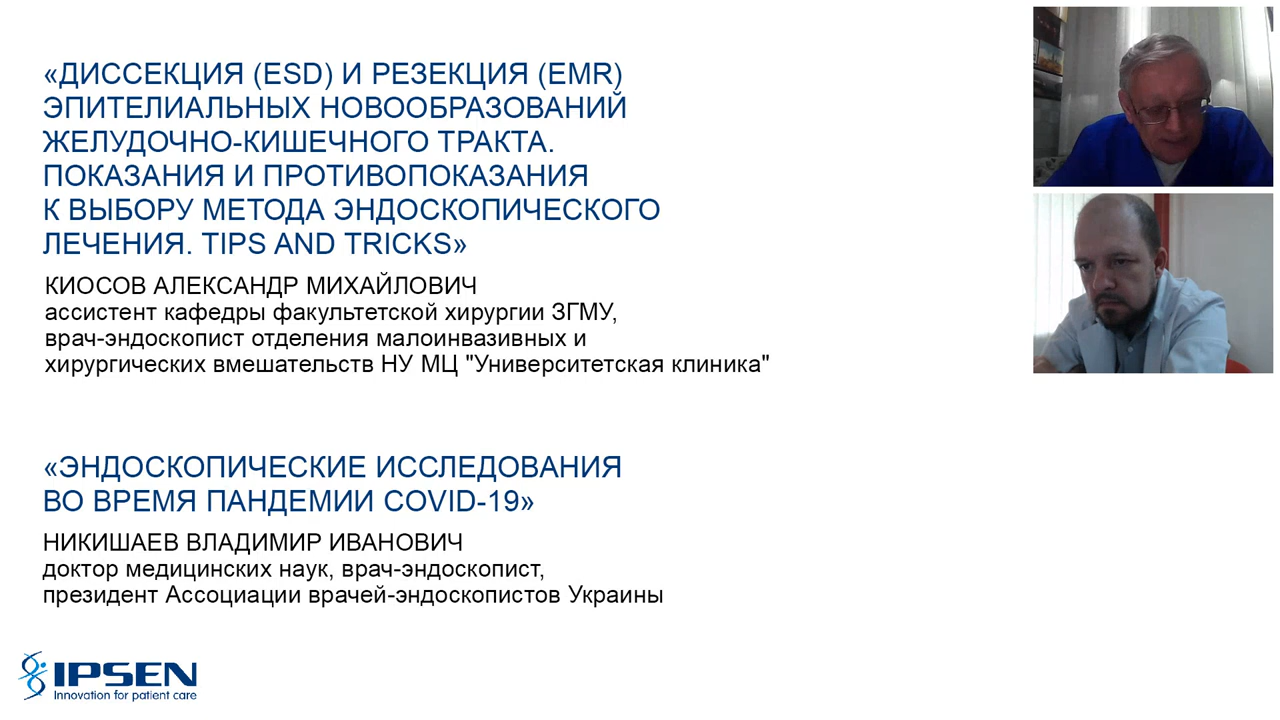 «ДИССЕКЦИЯ (ESD) И РЕЗЕКЦИЯ (EMR)
ЭПИТЕЛИАЛЬНЫХ НОВООБРАЗОВАНИЙ
ЖЕЛУДОЧНО-КИШЕЧНОГО ТРАКТА.
ПОКАЗАНИЯ И ПРОТИВОПОКАЗАНИЯ
К ВЫБОРУ МЕТОДА ЭНДОСКОПИЧЕСКОГО
ЛЕЧЕНИЯ. TIPS AND TRICKS»
КИОСОВ АЛЕКСАНДР МИХАЙЛОВИЧ
ассистент кафедры факультетской хирургии ЗГМУ,
врач-эндоскопист отделения малоинвазивных и
хирургических вмешательств НУ МЦ "Университетская клиника"
«ЭНДОСКОПИЧЕСКИЕ ИССЛЕДОВАНИЯ
ВО ВРЕМЯ ПАНДЕМИИ COVID-19»
НИКИШАЕВ ВЛАДИМИР ИВАНОВИЧ
доктор медицинских наук, врач-эндоскопист,
президент Ассоциации врачей-эндоскопистов Украины
IPSEN
Innovation for patient care